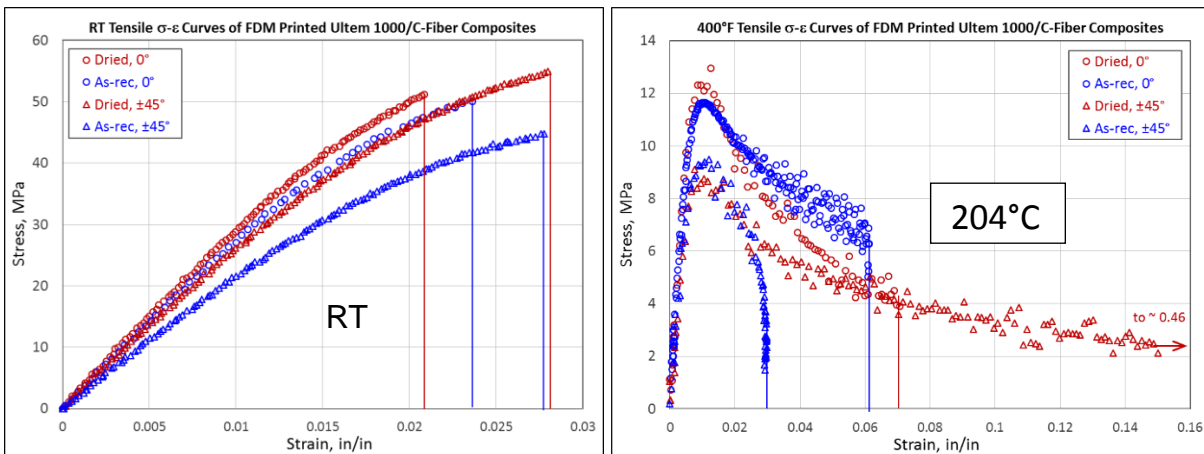 RT Tensile σ-ε Curves of FDM Printed Ultem 1000/C-Fiber Composites
60
50
40
30
20
10
0
Stress, MPa
Dried, 0°
As-rec, 0°
Dried, ±45°
As-rec, ±45°
RT
0
0.005
0.01
0.015
0.02
0.025
0.03
Strain, in/in
400°F Tensile σ-ε Curves of FDM Printed Ultem 1000/C-Fiber Composites
14
12
10
8
6
4
2
0
Stress, MPa
Dried, 0°
As-rec, 0°
Dried, ±45°
As-rec, ±45°
204°C
to ~ 0.46
0
0.02
0.04
0.06
0.08
0.1
0.12
0.14
0.16
Strain, in/in